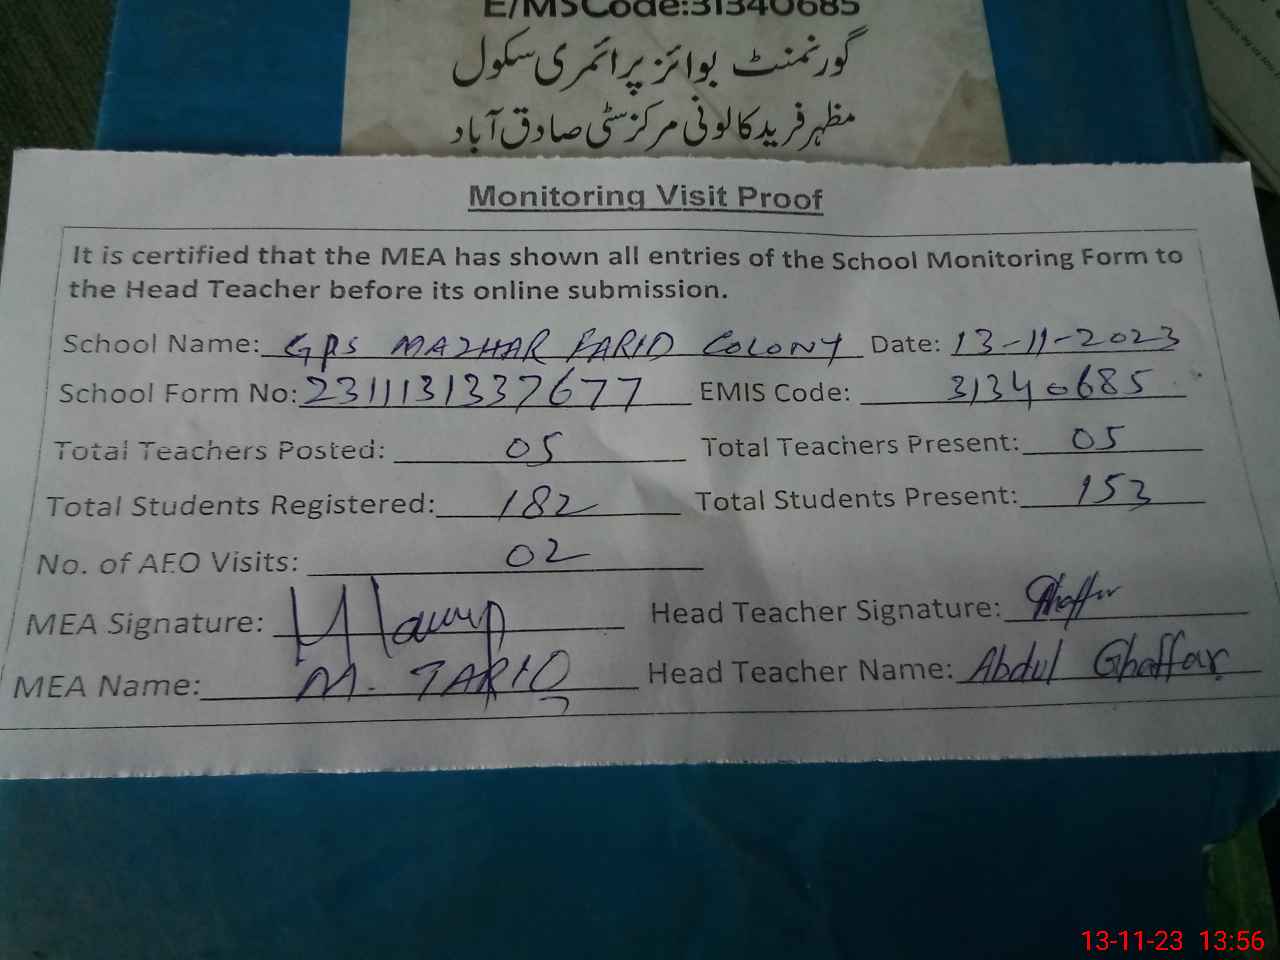 E/MSCode:31340685
گورنمنٹ بوائز پرائمری سکول
مظہر فرید کالونی مرکز سٹی صادق آباد
Monitoring Visit Proof
It is certified that the MEA has shown all entries of the School Monitoring Form to
the Head Teacher before its online submission.
School Name: GPS MAZHAR FARID COLONY Date: 13-11-2023
School Form No: 2311131337677 EMIS Code: 31340685
Total Teachers Posted: 05 Total Teachers Present: 05
Total Students Registered: 182 Total Students Present: 153
No. of AEO Visits: 02
MEA Signature: Head Teacher Signature: Ghaffar
MEA Name: M. TARIQ Head Teacher Name: Abdul Ghaffar
13-11-23 13:56